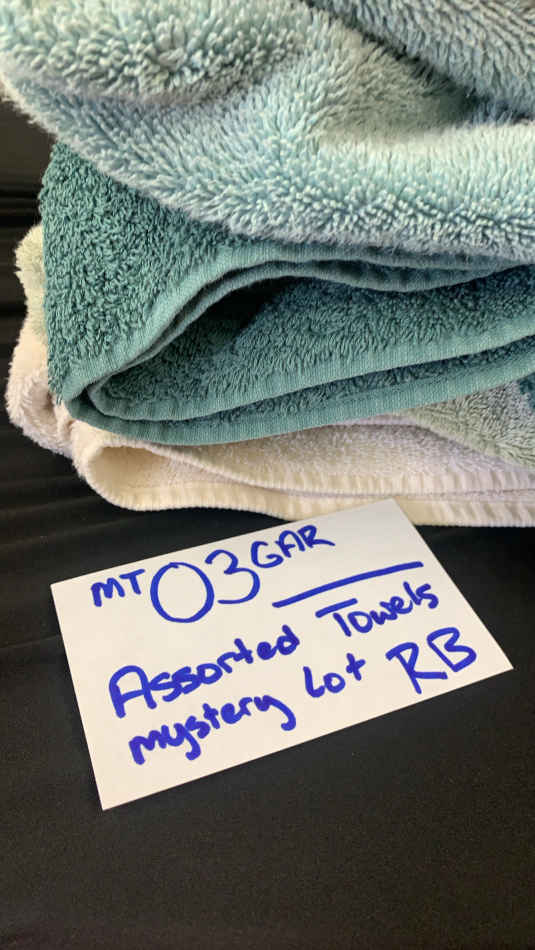 MT 03 GAR
Assorted Towels
mystery lot RB